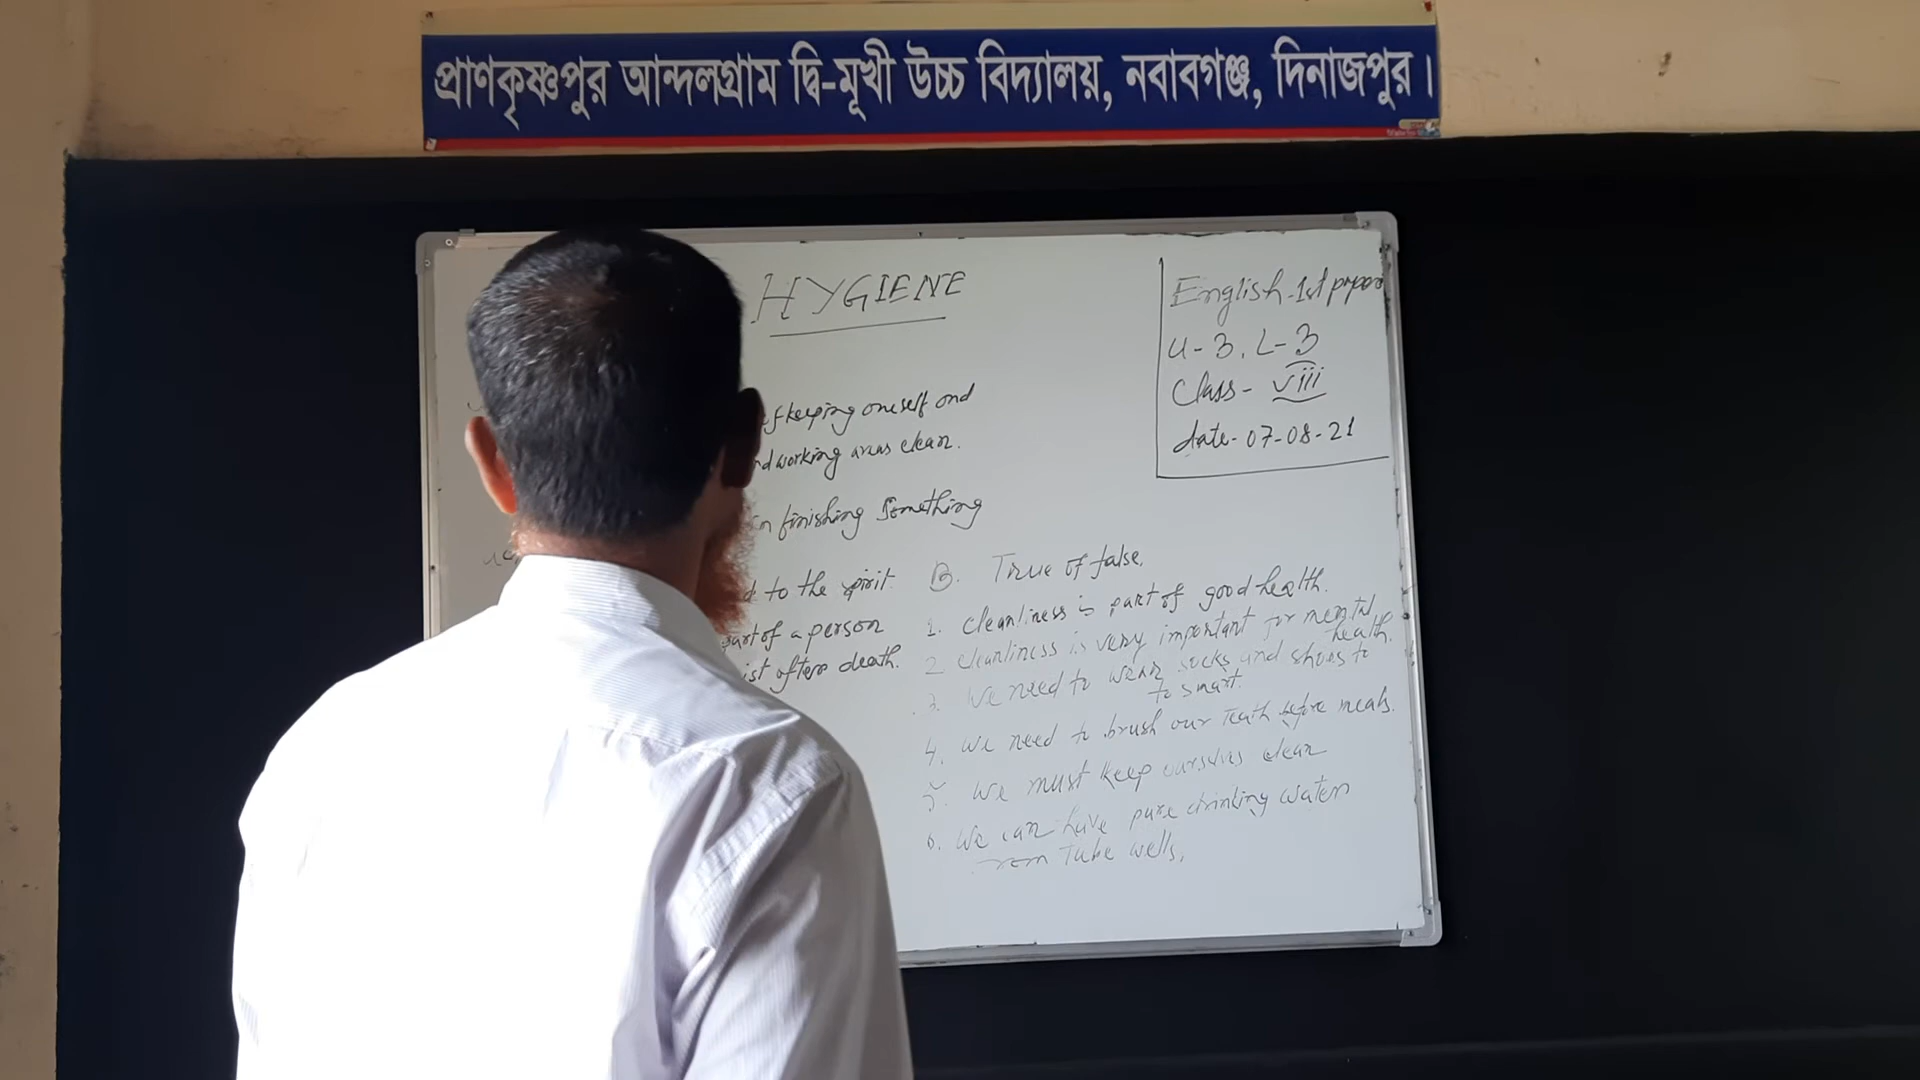 প্রাণকৃষ্ণপুর আন্দলগ্রাম দ্বি-মূখী উচ্চ বিদ্যালয়, নবাবগঞ্জ, দিনাজপুর।
HYGIENE
English-1st paper
U-3, L-3
Class- viii
date-07-08-21
of keeping oneself and
working areas clean.
finishing something
to the spirit
part of a person
after death.
B. True of false.
1. cleanliness is part of good health.
2 cleanliness is very important for mental
health.
3. We need to wear socks and shoes to
to smart.
4. we need to brush our teath before meals.
5. we must keep ourselves clean
6. We can have pure drinking water
from tube wells,